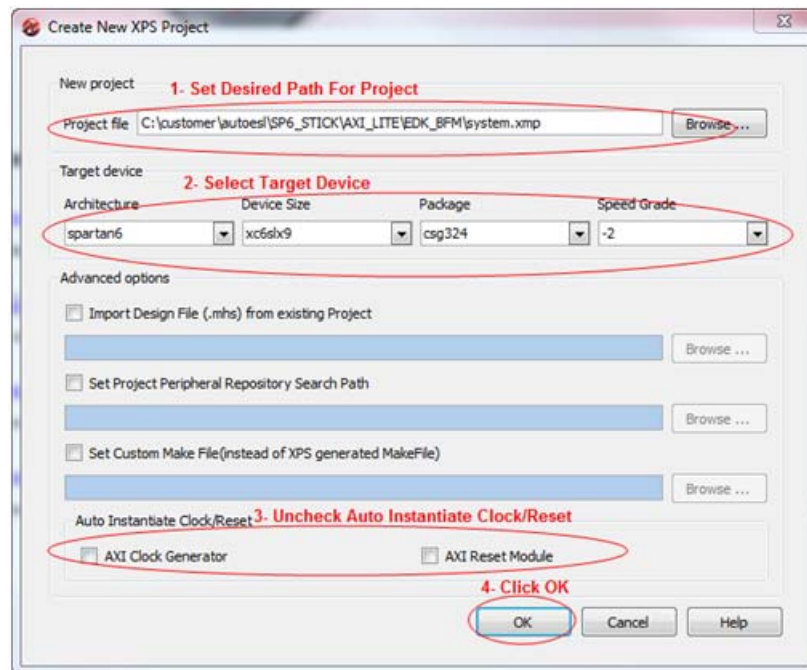 Create New XPS Project
New project
1- Set Desired Path For Project
Project file C:\customer\autoesl\SP6_STICK\AXI_LITE\EDK_BFM\system.xmp Browse ...
Target device
2- Select Target Device
Architecture Device Size Package Speed Grade
spartan6 xc6slx9 csg324 -2
Advanced options
Import Design File (.mhs) from existing Project
Browse ...
Set Project Peripheral Repository Search Path
Browse ...
Set Custom Make File(instead of XPS generated MakeFile)
Browse ...
Auto Instantiate Clock/Reset 3- Uncheck Auto Instantiate Clock/Reset
AXI Clock Generator AXI Reset Module
4- Click OK
OK Cancel Help